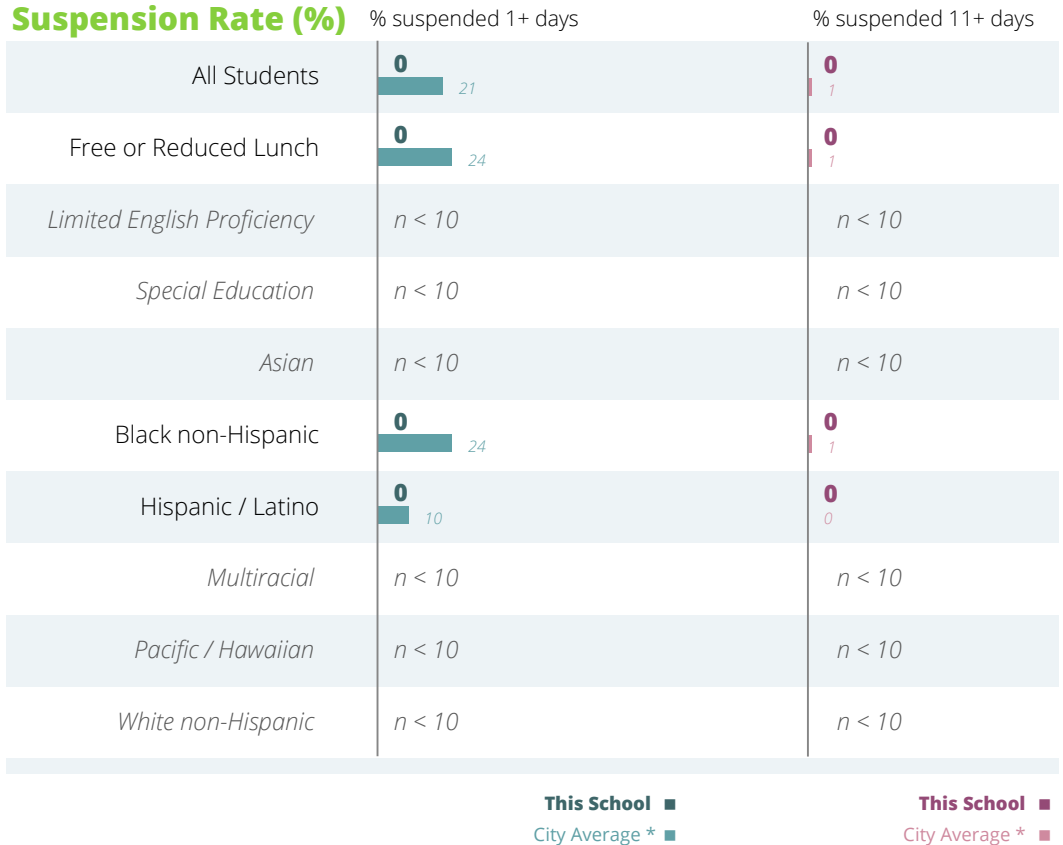 Suspension Rate (%) % suspended 1+ days % suspended 11+ days
All Students 0 21 0 1
Free or Reduced Lunch 0 24 0 1
Limited English Proficiency n < 10 n < 10
Special Education n < 10 n < 10
Asian n < 10 n < 10
Black non-Hispanic 0 24 0 1
Hispanic / Latino 0 10 0 0
Multiracial n < 10 n < 10
Pacific / Hawaiian n < 10 n < 10
White non-Hispanic n < 10 n < 10
This School This School
City Average * City Average *